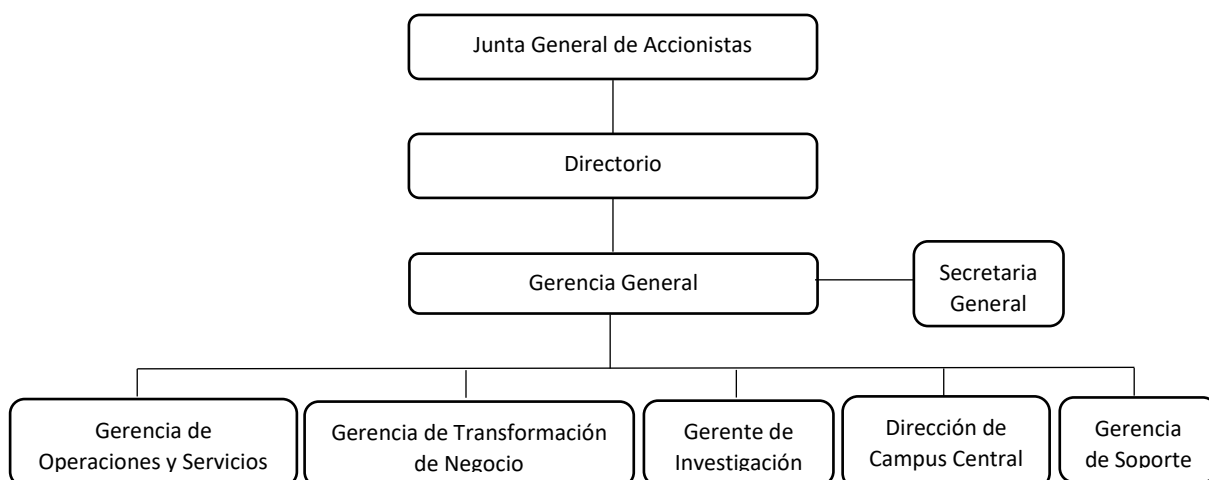 Junta General de Accionistas
Directorio
Gerencia General
Secretaria
General
Gerencia de
Operaciones y Servicios
Gerencia de Transformación
de Negocio
Gerente de
Investigación
Dirección de
Campus Central
Gerencia
de Soporte